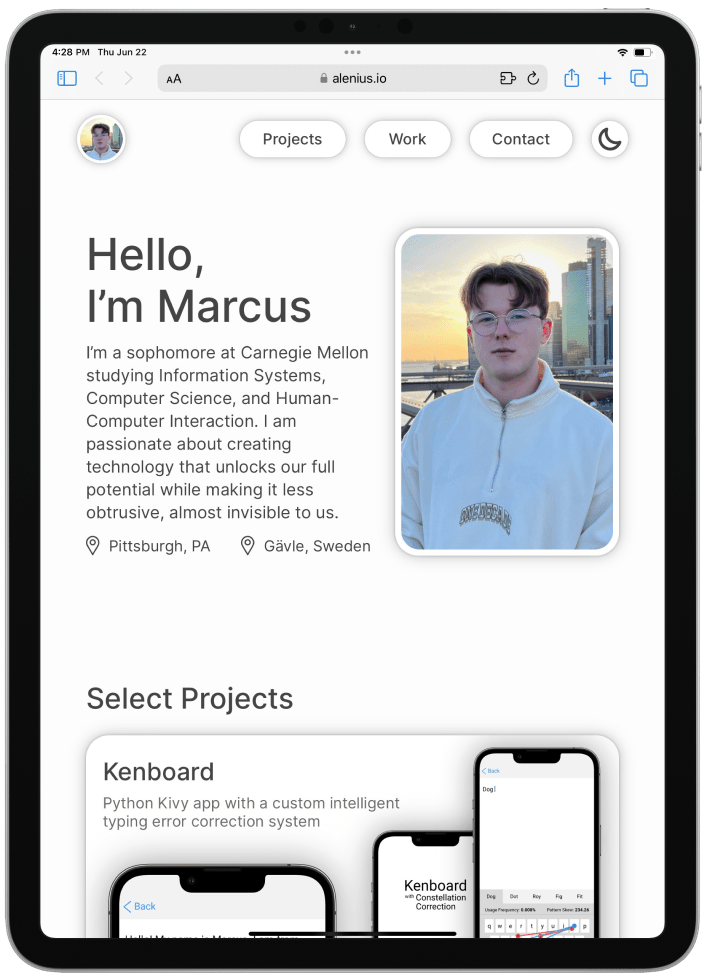 4:28 PM Thu Jun 22
AA
alenius.io
Projects
Work
Contact
Hello,
I'm Marcus
I'm a sophomore at Carnegie Mellon
studying Information Systems,
Computer Science, and Human-
Computer Interaction. I am
passionate about creating
technology that unlocks our full
potential while making it less
obtrusive, almost invisible to us.
Pittsburgh, PA
Gävle, Sweden
Select Projects
Kenboard
Python Kivy app with a custom intelligent
typing error correction system
Back
Kenboard
with Constellation
Correction
Back
Dog
Dog Dot Roy Fig Fit
Usage Frequency: 0.008% Pattern Skew: 234.26
q w e r t y u i p